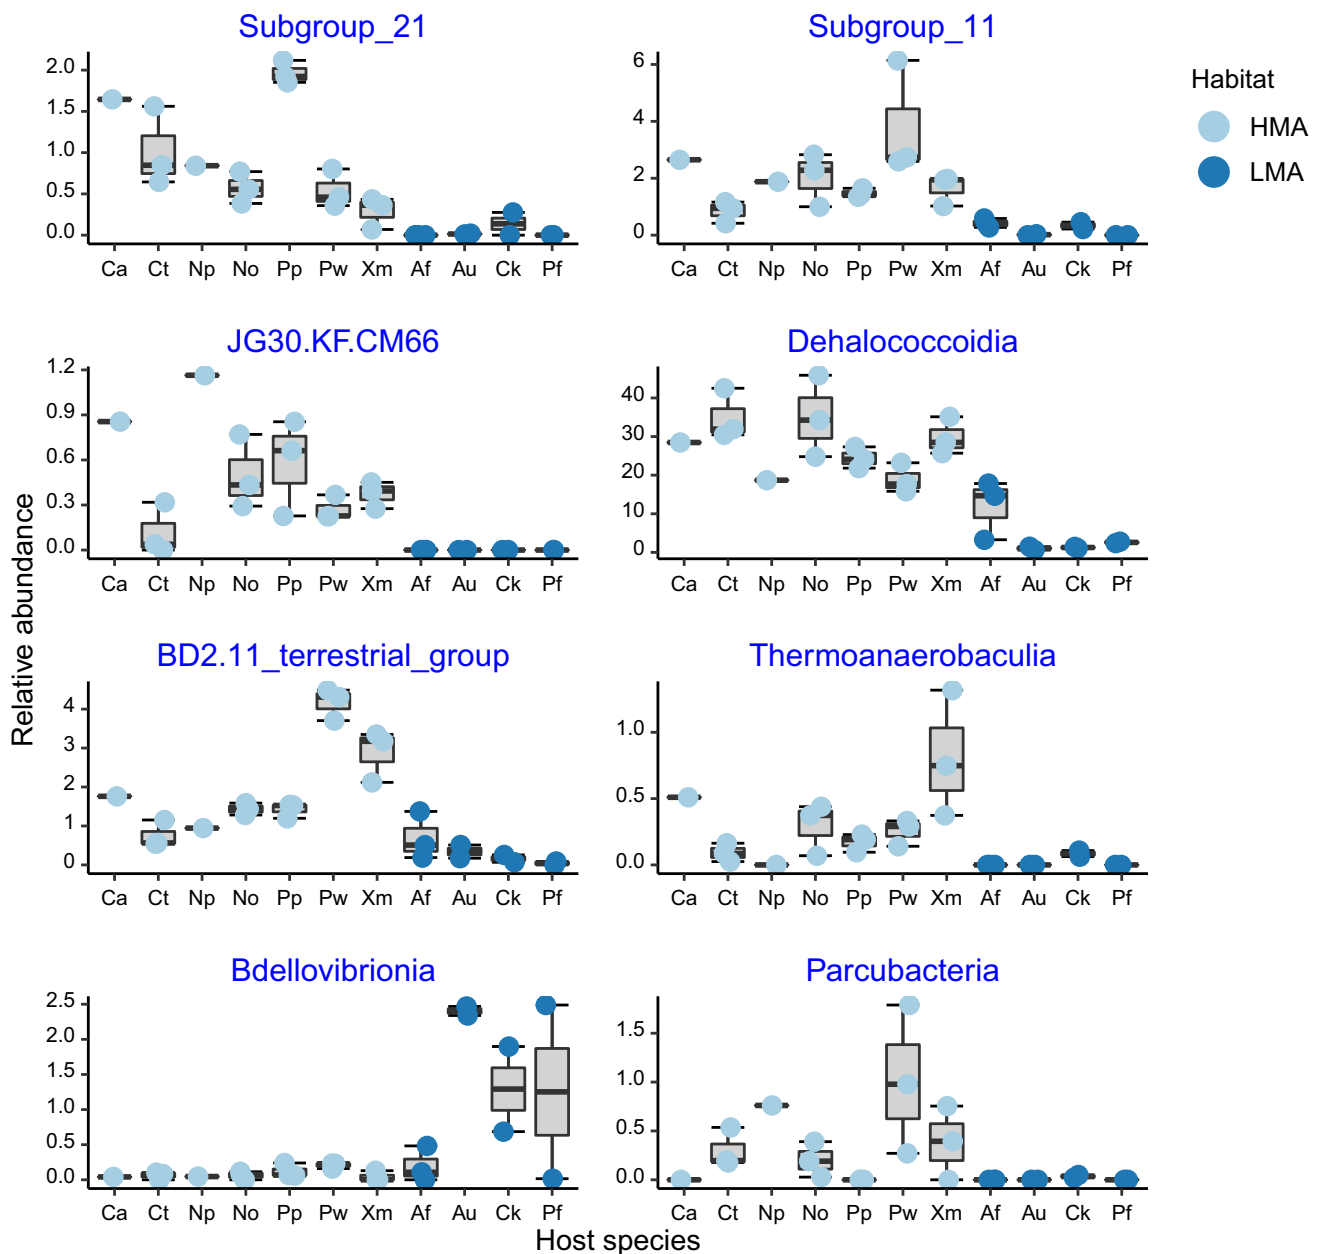 Subgroup_21
2.0
1.5
1.0
0.5
0.0
Ca Ct Np No Pp Pw Xm Af Au Ck Pf
Subgroup_11
6
4
2
0
Ca Ct Np No Pp Pw Xm Af Au Ck Pf
Habitat
HMA
LMA
JG30.KF.CM66
1.2
0.9
0.6
0.3
0.0
Ca Ct Np No Pp Pw Xm Af Au Ck Pf
Dehalococcoidia
40
30
20
10
0
Ca Ct Np No Pp Pw Xm Af Au Ck Pf
Relative abundance
BD2.11_terrestrial_group
4
3
2
1
0
Ca Ct Np No Pp Pw Xm Af Au Ck Pf
Thermoanaerobaculia
1.0
0.5
0.0
Ca Ct Np No Pp Pw Xm Af Au Ck Pf
Bdellovibrionia
2.5
2.0
1.5
1.0
0.5
0.0
Ca Ct Np No Pp Pw Xm Af Au Ck Pf
Parcubacteria
1.5
1.0
0.5
0.0
Ca Ct Np No Pp Pw Xm Af Au Ck Pf
Host species